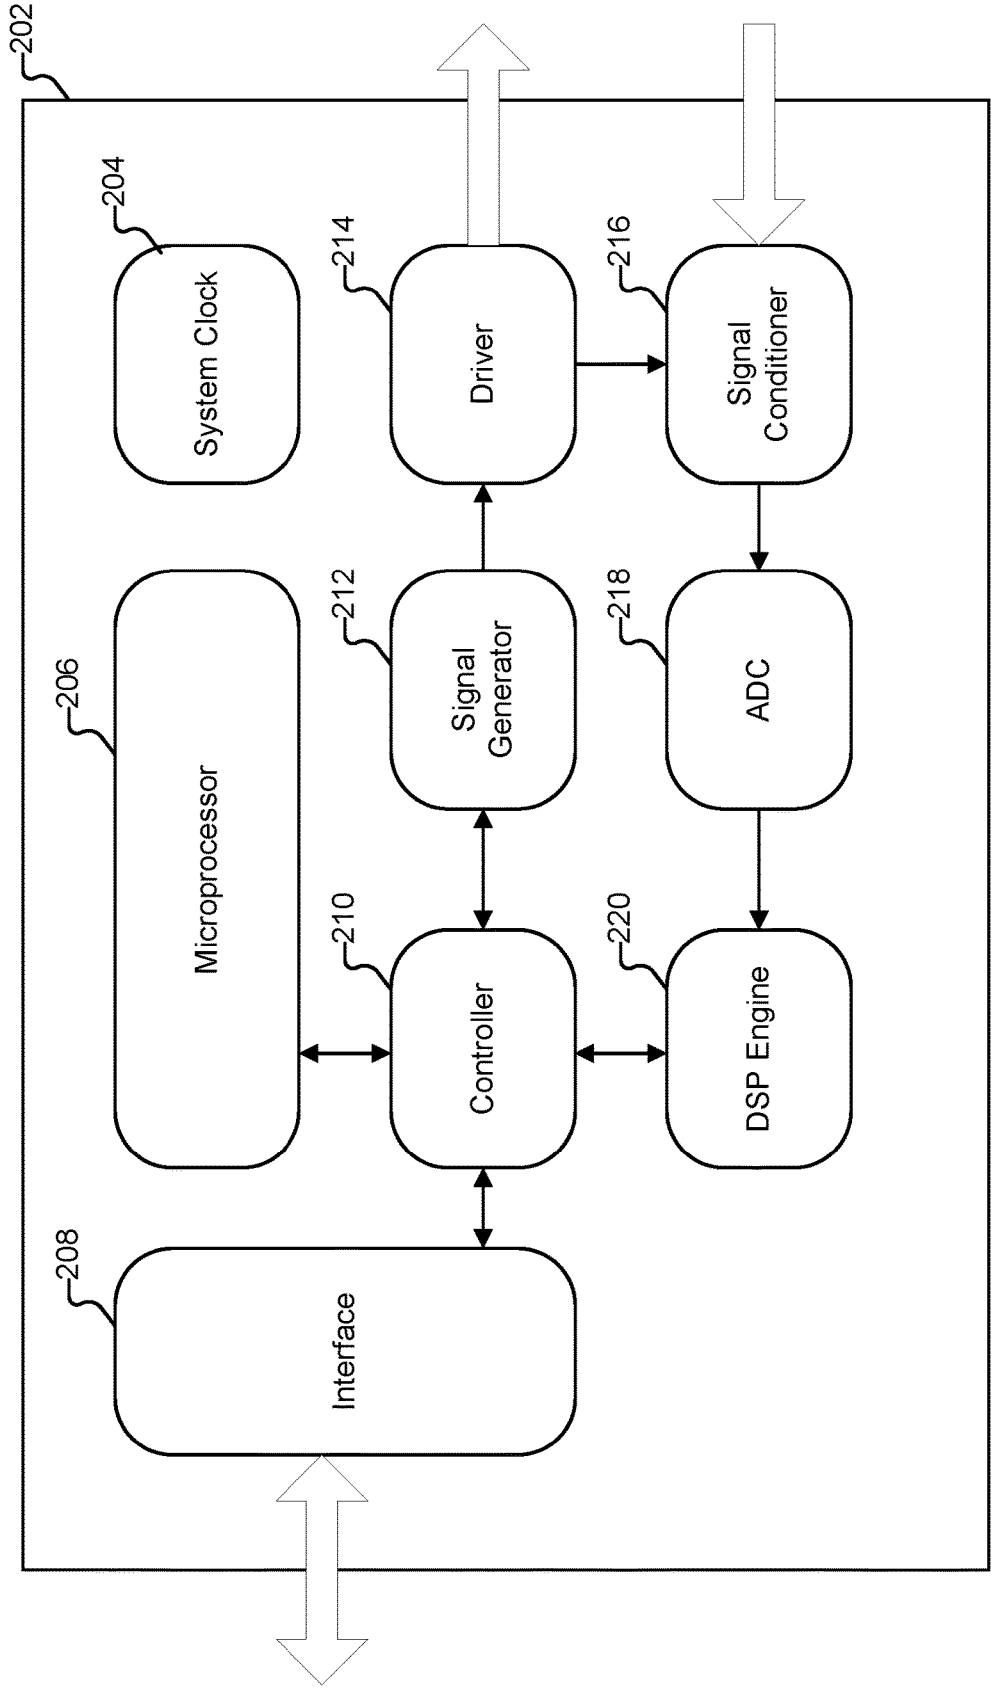 202
208
Interface
206
Microprocessor
204
System Clock
210
Controller
212
Signal
Generator
214
Driver
220
DSP Engine
218
ADC
216
Signal
Conditioner